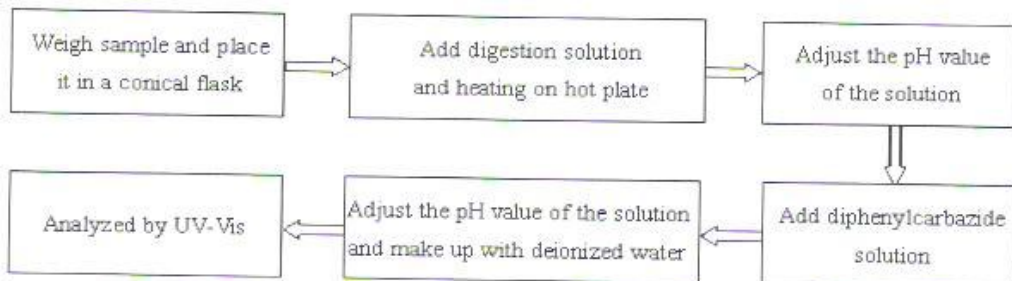 Weigh sample and place
it in a conical flask
Add digestion solution
and heating on hot plate
Adjust the pH value
of the solution
Add diphenylcarbazide
solution
Adjust the pH value of the solution
and make up with deionized water
Analyzed by UV-Vis